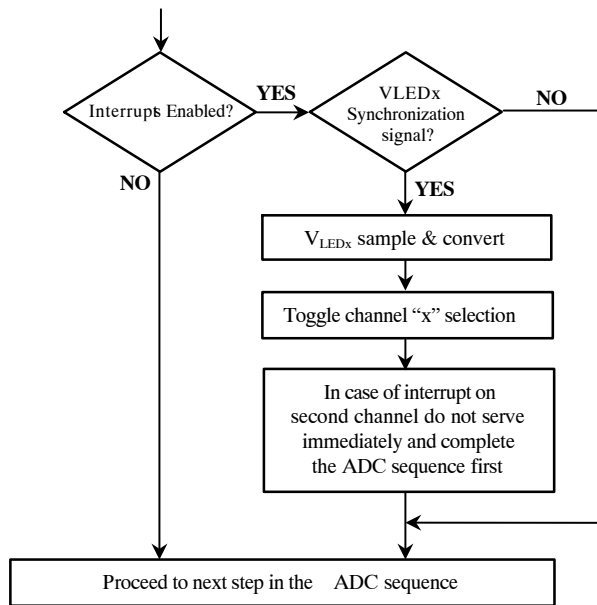 Interrupts Enabled?
YES
VLEDx
Synchronization
signal?
NO
NO
YES
VLEDx sample & convert
Toggle channel “x” selection
In case of interrupt on
second channel do not serve
immediately and complete
the ADC sequence first
Proceed to next step in the ADC sequence